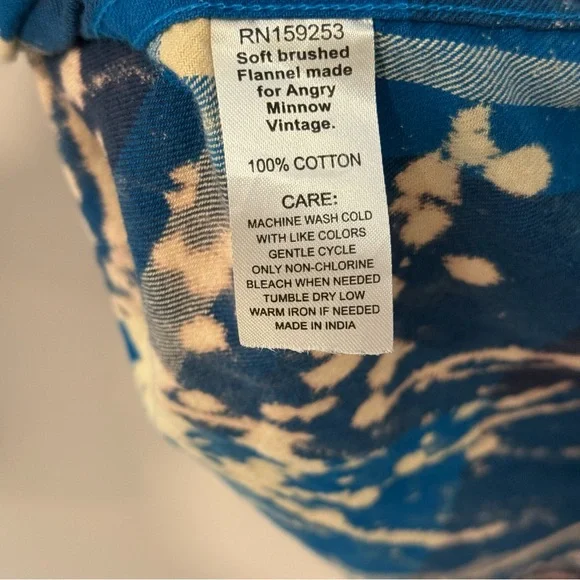 RN159253
Soft brushed
Flannel made
for Angry
Minnow
Vintage.
100% COTTON
CARE:
MACHINE WASH COLD
WITH LIKE COLORS
GENTLE CYCLE
ONLY NON-CHLORINE
BLEACH WHEN NEEDED
TUMBLE DRY LOW
WARM IRON IF NEEDED
MADE IN INDIA